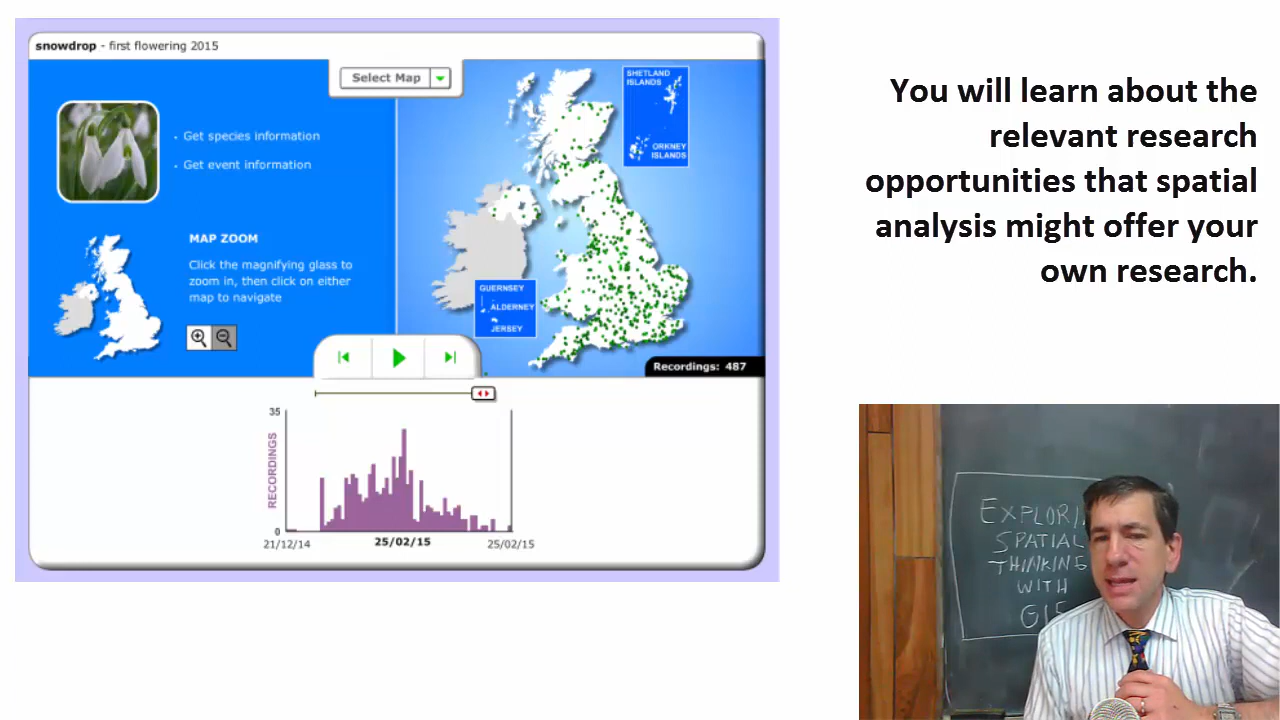 snowdrop - first flowering 2015
Select Map
Get species information
Get event information
MAP ZOOM
Click the magnifying glass to
zoom in, then click on either
map to navigate
SHETLAND
ISLANDS
ORKNEY
ISLANDS
GUERNSEY
ALDERNEY
JERSEY
Recordings: 487
35
RECORDINGS
0
21/12/14
25/02/15
25/02/15
You will learn about the
relevant research
opportunities that spatial
analysis might offer your
own research.
EXPLORI
SPATIAL
THINKING
WITH
GIS